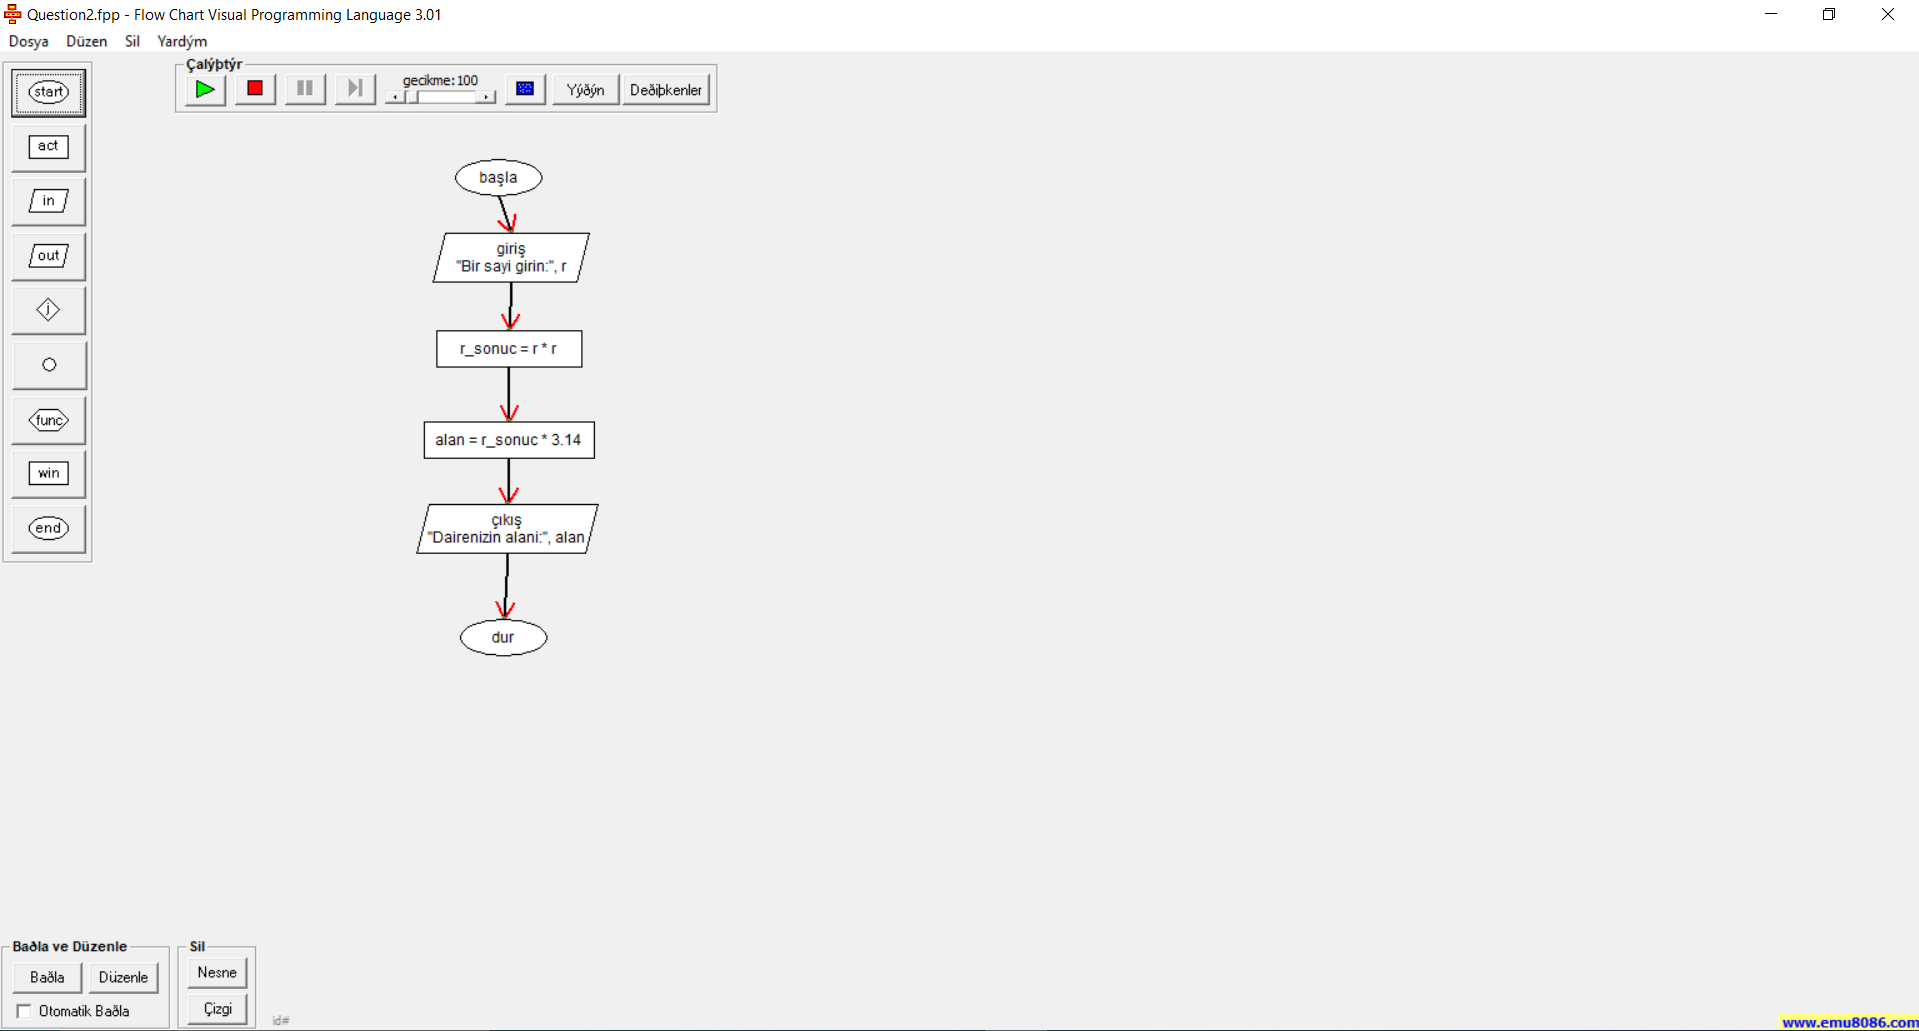 Question2.fpp - Flow Chart Visual Programming Language 3.01
Dosya Düzen Sil Yardým
Çalýþtýr
gecikme:100
Yýðýn
Deðiþkenler
start
act
in
out
j
func
win
end
başla
giriş
"Bir sayi girin:", r
r_sonuc = r * r
alan = r_sonuc * 3.14
çıkış
"Dairenizin alani:", alan
dur
Baðla ve Düzenle
Baðla
Düzenle
Otomatik Baðla
Sil
Nesne
Çizgi
id#
www.emu8086.com